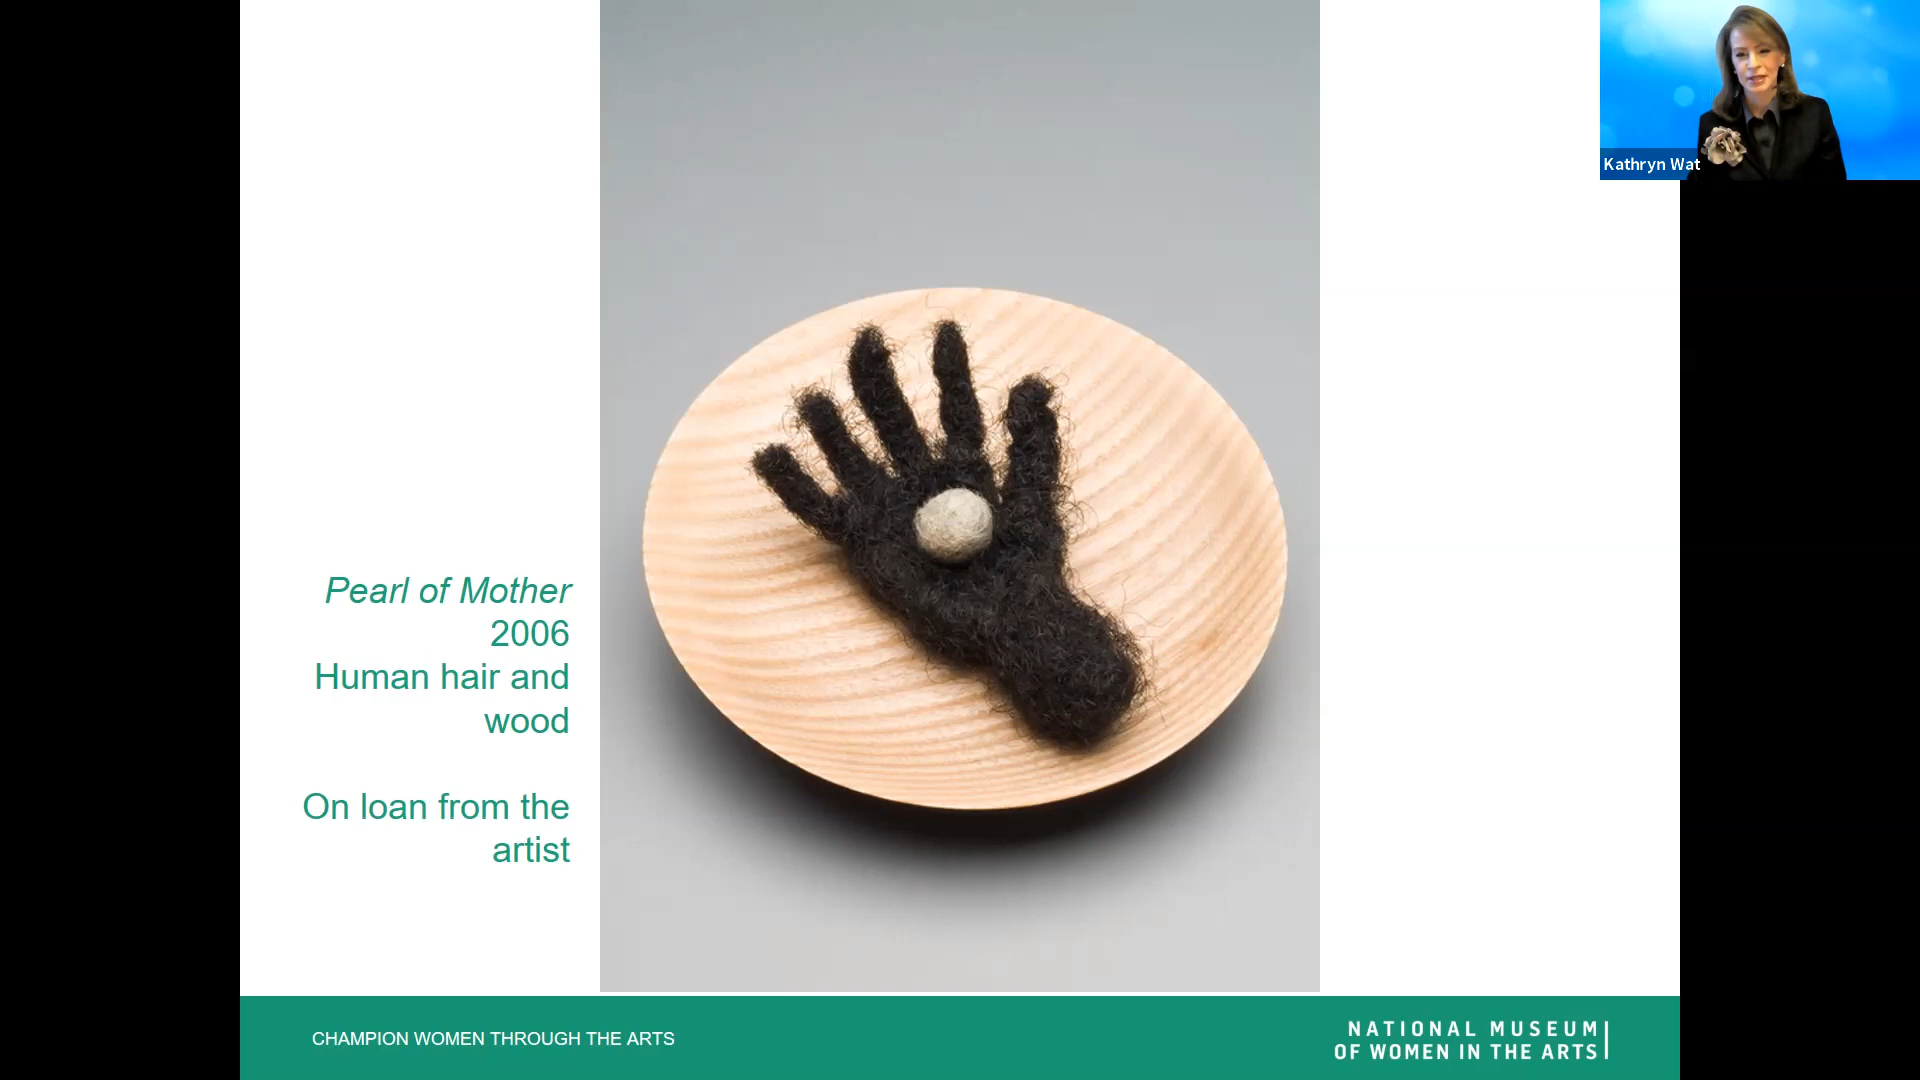 Kathryn Wat
Pearl of Mother
2006
Human hair and
wood
On loan from the
artist
CHAMPION WOMEN THROUGH THE ARTS
NATIONAL MUSEUM
OF WOMEN IN THE ARTS